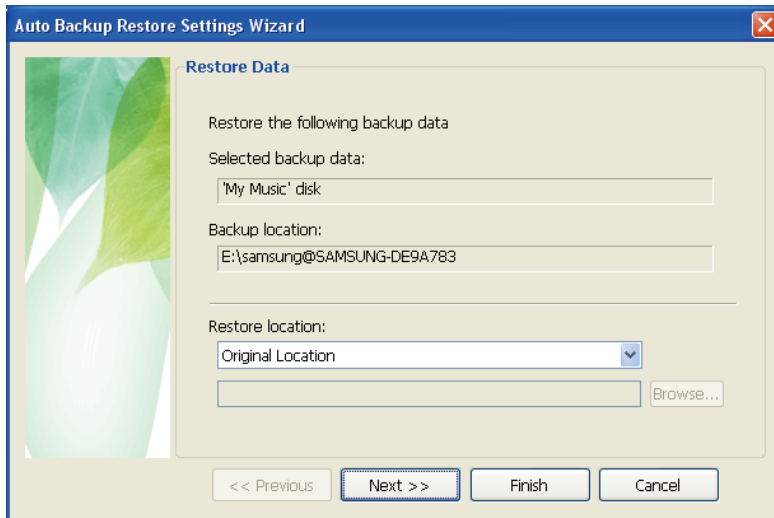 Auto Backup Restore Settings Wizard
Restore Data
Restore the following backup data
Selected backup data:
'My Music' disk
Backup location:
E:\samsung@SAMSUNG-DE9A783
Restore location:
Original Location
Browse...
<< Previous
Next >>
Finish
Cancel